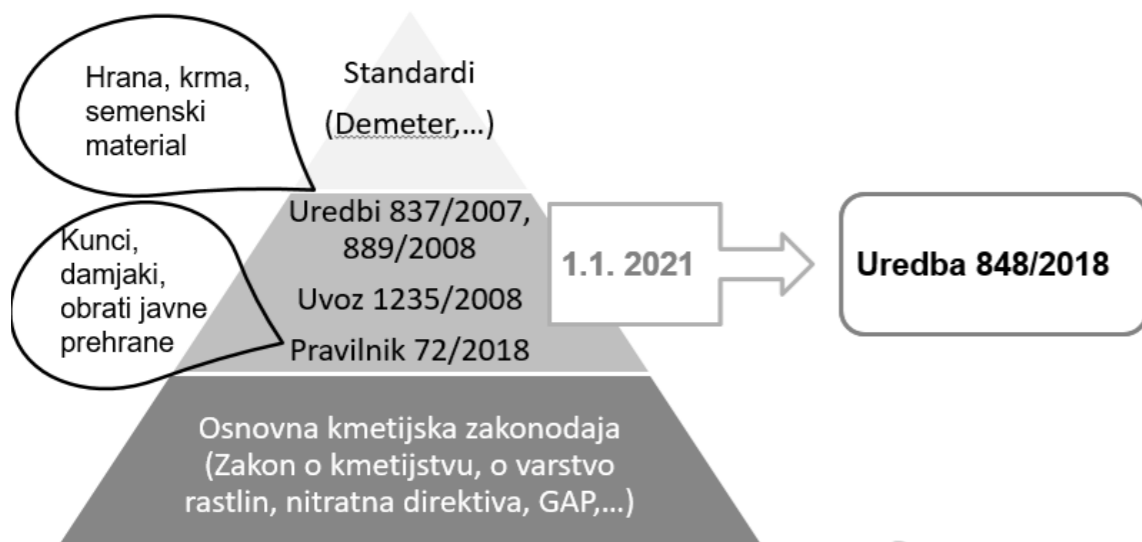 Hrana, krma,
semenski
material
Standardi
(Demeter,...)
Kunci,
damjaki,
obrati javne
prehrane
Uredbi 837/2007,
889/2008
Uvoz 1235/2008
Pravilnik 72/2018
1.1. 2021
Uredba 848/2018
Osnovna kmetijska zakonodaja
(Zakon o kmetijstvu, o varstvo
rastlin, nitratna direktiva, GAP,...)